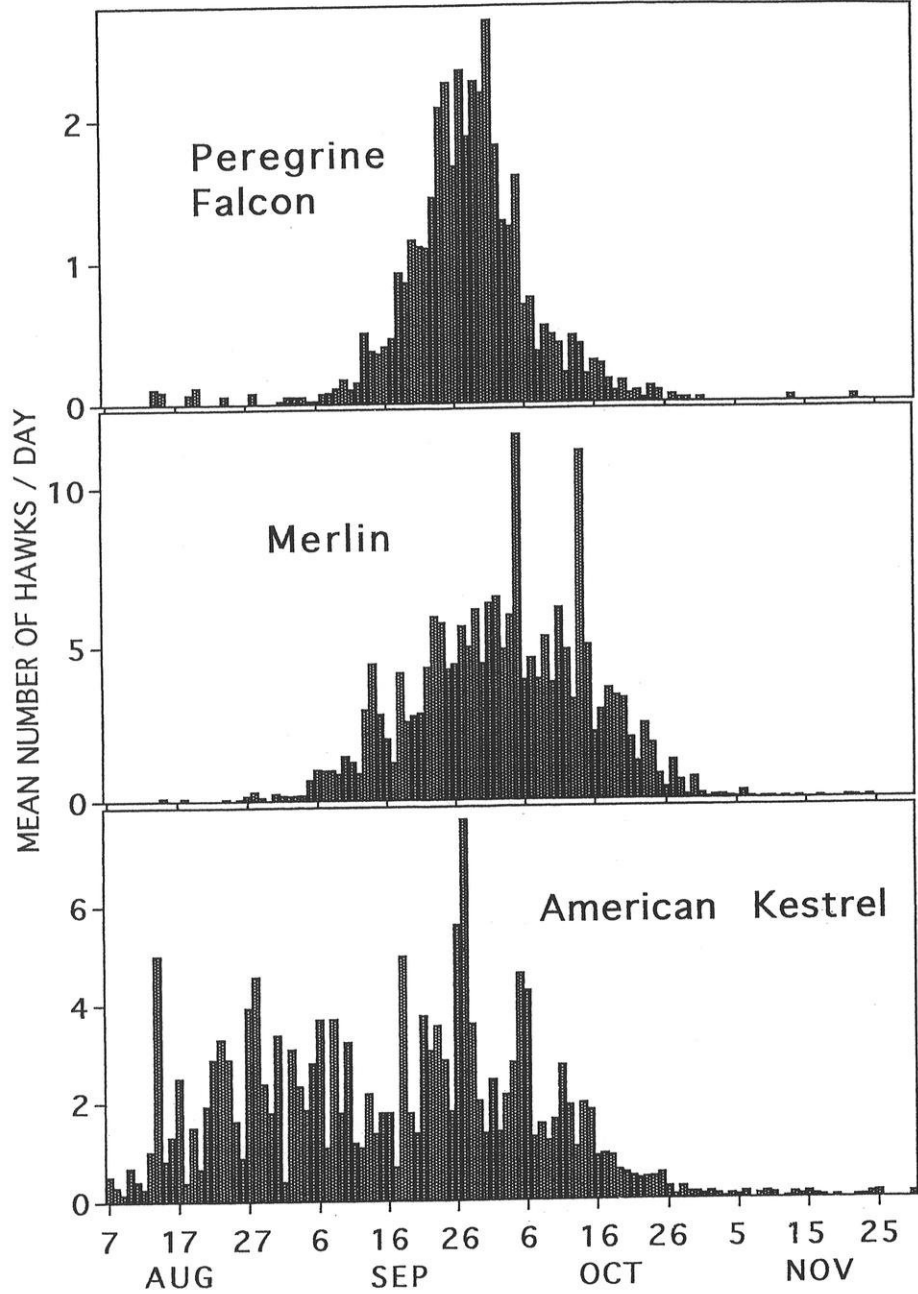 2
Peregrine
Falcon
1
0
MEAN NUMBER OF HAWKS / DAY
10
Merlin
5
0
6
American Kestrel
4
2
0
7 17 27 6 16 26 6 16 26 5 15 25
AUG SEP OCT NOV